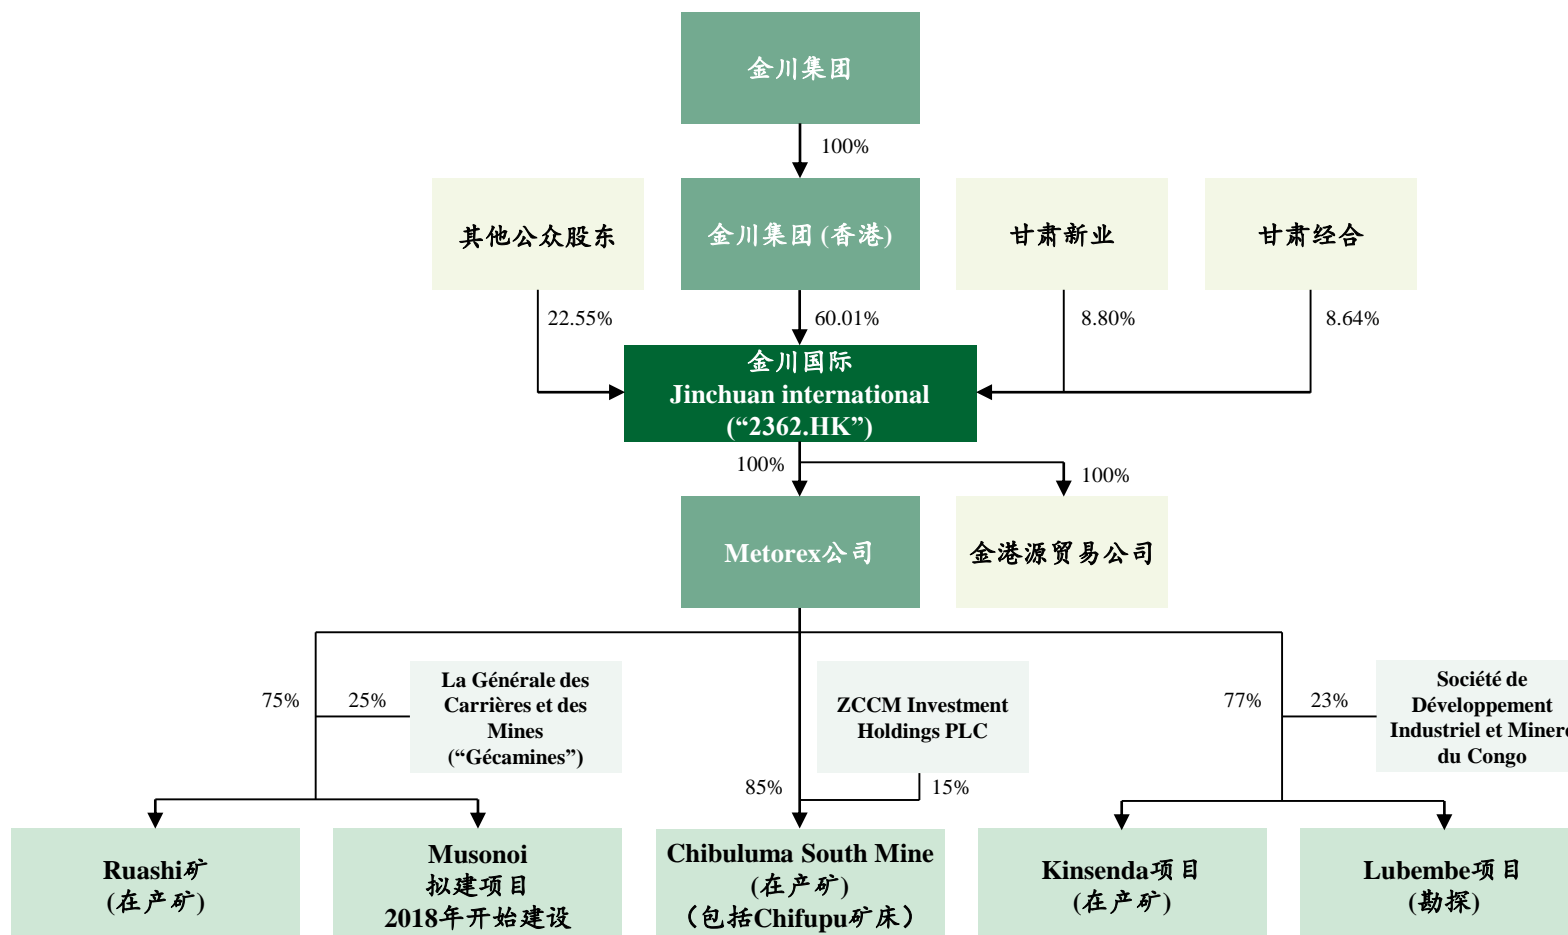 金川集团
100%
其他公众股东
金川集团 (香港)
甘肃新业
甘肃经合
22.55%
60.01%
8.80%
8.64%
金川国际
Jinchuan international
(“2362.HK”)
100%
100%
Metorex公司
金港源贸易公司
75%
25%
La Générale des
Carrières et des
Mines
(“Gécamines”)
ZCCM Investment
Holdings PLC
85%
15%
77%
23%
Société de
Développement
Industriel et Minere
du Congo
Ruashi矿
(在产矿)
Musonoi
拟建项目
2018年开始建设
Chibuluma South Mine
(在产矿)
（包括Chifupu矿床）
Kinsenda项目
(在产矿)
Lubembe项目
(勘探)